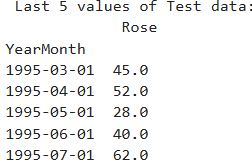 Last 5 values of Test data:
Rose
YearMonth
1995-03-01 45.0
1995-04-01 52.0
1995-05-01 28.0
1995-06-01 40.0
1995-07-01 62.0